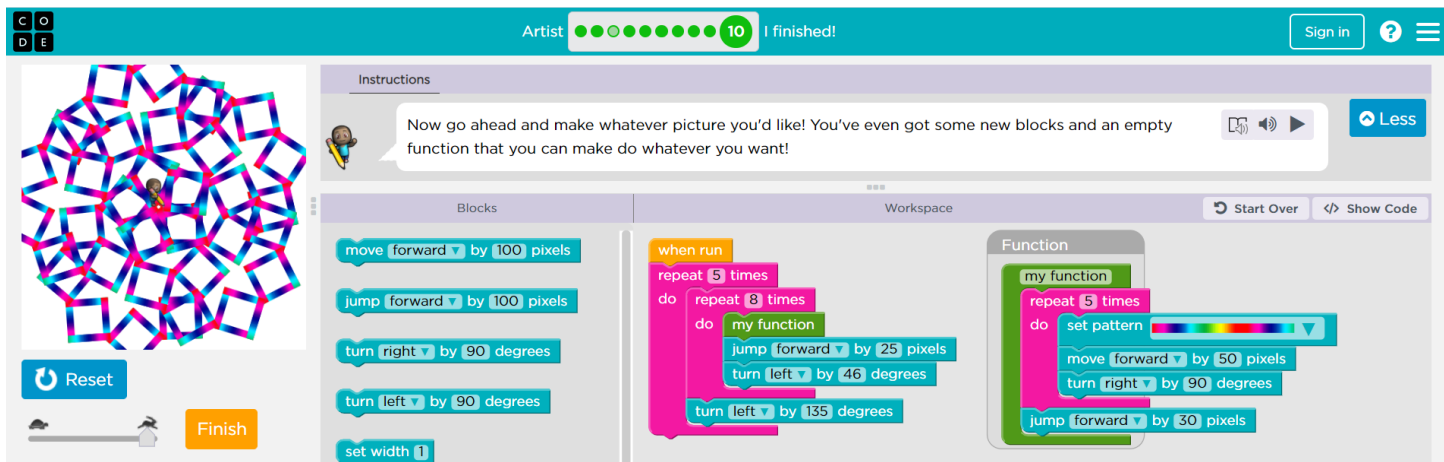 C O D E
Artist 10 I finished!
Sign in ?
Instructions
Now go ahead and make whatever picture you'd like! You've even got some new blocks and an empty
function that you can make do whatever you want!
Less
Blocks
Workspace
Start Over
</> Show Code
move forward by 100 pixels
jump forward by 100 pixels
turn right by 90 degrees
turn left by 90 degrees
set width 1
when run
repeat 5 times
do repeat 8 times
do my function
jump forward by 25 pixels
turn left by 46 degrees
turn left by 135 degrees
Function
my function
repeat 5 times
do set pattern
move forward by 50 pixels
turn right by 90 degrees
jump forward by 30 pixels
Reset
Finish